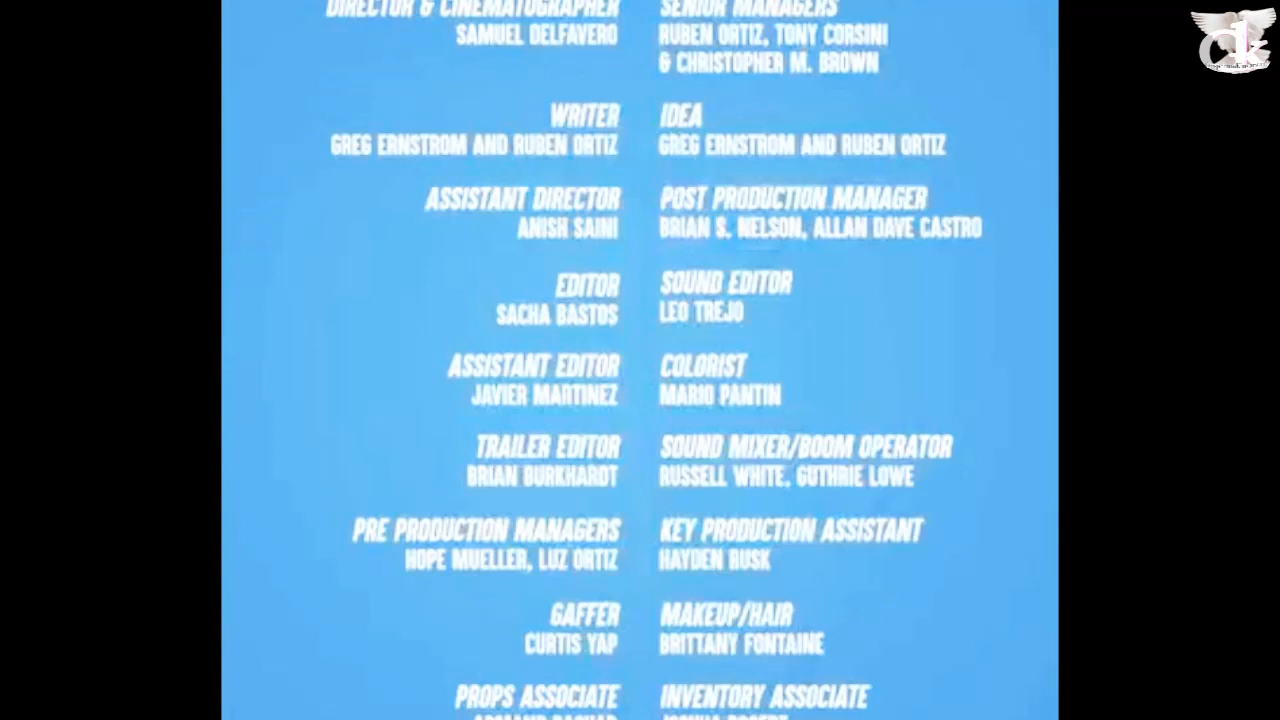 DIRECTOR & CINEMATOGRAPHER
SAMUEL DELFAVERO
SENIOR MANAGERS
RUBEN ORTIZ, TONY CORSINI
& CHRISTOPHER M. BROWN
WRITER
GREG ERNSTROM AND RUBEN ORTIZ
IDEA
GREG ERNSTROM AND RUBEN ORTIZ
ASSISTANT DIRECTOR
ANISH SAINI
POST PRODUCTION MANAGER
BRIAN S. NELSON, ALLAN DAVE CASTRO
EDITOR
SACHA BASTOS
SOUND EDITOR
LEO TREJO
ASSISTANT EDITOR
JAVIER MARTINEZ
COLORIST
MARIO PANTIN
TRAILER EDITOR
BRIAN BURKHARDT
SOUND MIXER/BOOM OPERATOR
RUSSELL WHITE, GUTHRIE LOWE
PRE PRODUCTION MANAGERS
HOPE MUELLER, LUZ ORTIZ
KEY PRODUCTION ASSISTANT
HAYDEN RUSK
GAFFER
CURTIS YAP
MAKEUP/HAIR
BRITTANY FONTAINE
PROPS ASSOCIATE
INVENTORY ASSOCIATE